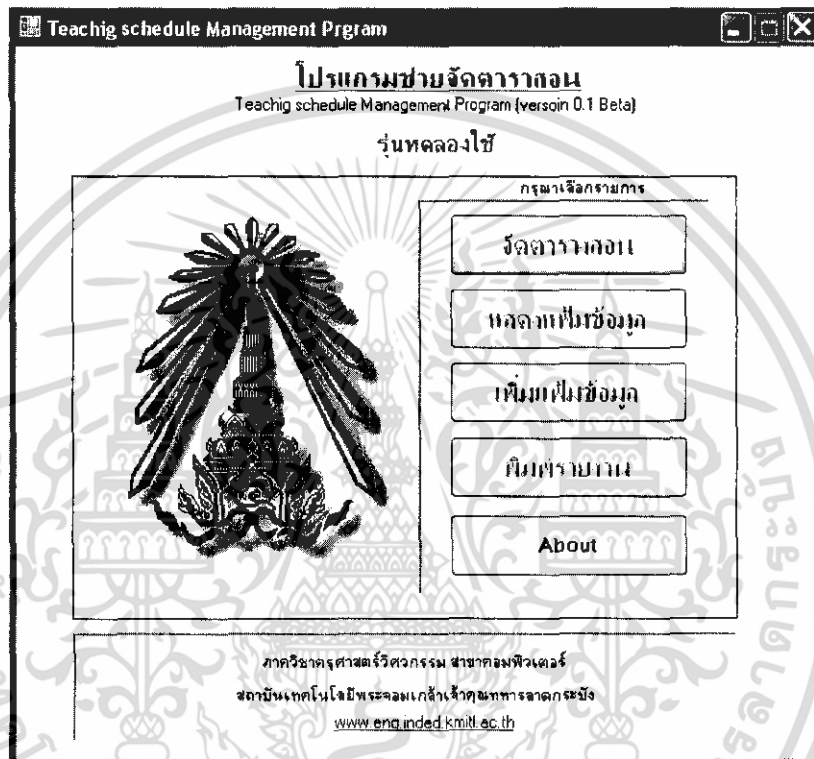 Teachig schedule Management Prgram
โปรแกรมช่วยจัดตารางสอน
Teachig schedule Management Program (versoin 0.1 Beta)
รุ่นทดลองใช้
กรุณาเลือกรายการ
จัดตารางสอน
แสดงแฟ้มข้อมูล
เพิ่มแฟ้มข้อมูล
พิมพ์รายงาน
About
ภาควิชาครุศาสตร์วิศวกรรม สาขาคอมพิวเตอร์
สถาบันเทคโนโลยีพระจอมเกล้าเจ้าคุณทหารลาดกระบัง
www.eng.inded.kmitl.ac.th